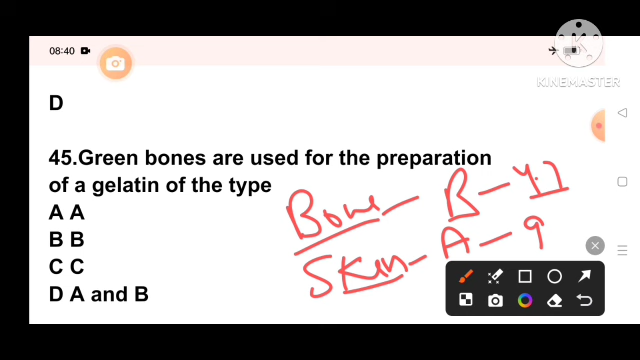 08:40
KINEMASTER
D
45.Green bones are used for the preparation
of a gelatin of the type
A A
B B
C C
D A and B
Bone - B - 4.7
Skin - A - 9